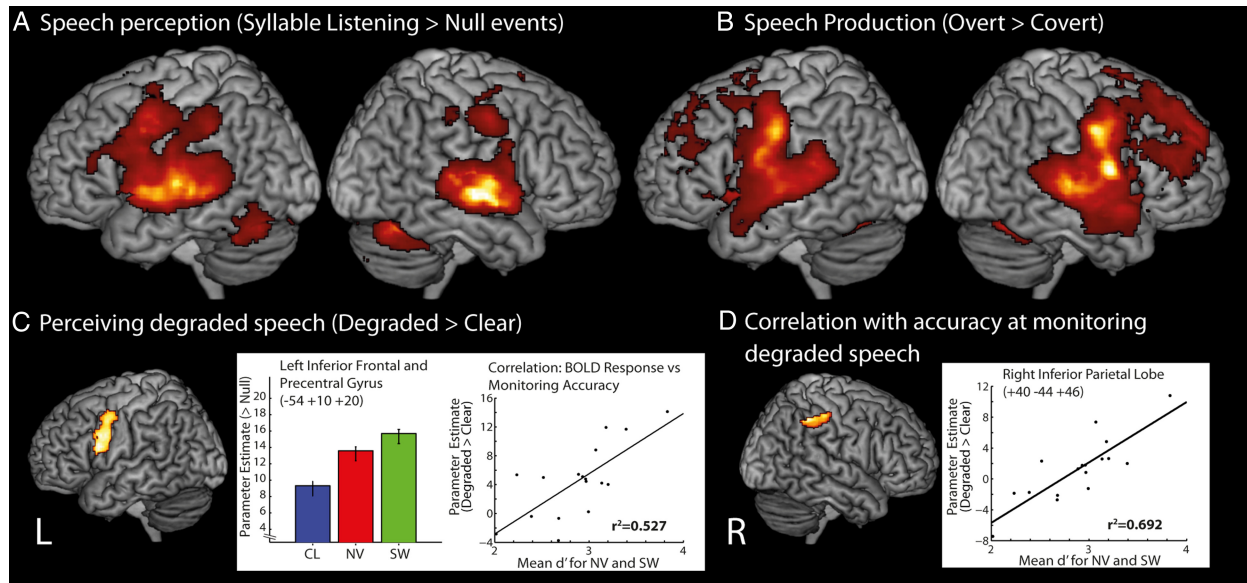 A Speech perception (Syllable Listening > Null events)
B Speech Production (Overt > Covert)
C Perceiving degraded speech (Degraded > Clear)
Left Inferior Frontal and
Precentral Gyrus
(-54 +10 +20)
Parameter Estimate (> Null)
20
18
16
14
12
10
8
6
4
CL NV SW
L
Correlation: BOLD Response vs
Monitoring Accuracy
Parameter Estimate
(Degraded > Clear)
16
12
8
4
0
-4
r²=0.527
2 3 4
Mean d' for NV and SW
D Correlation with accuracy at monitoring
degraded speech
Right Inferior Parietal Lobe
(+40 -44 +46)
Parameter Estimate
(Degraded > Clear)
12
8
4
0
-4
-8
r²=0.692
2 3 4
Mean d' for NV and SW
R